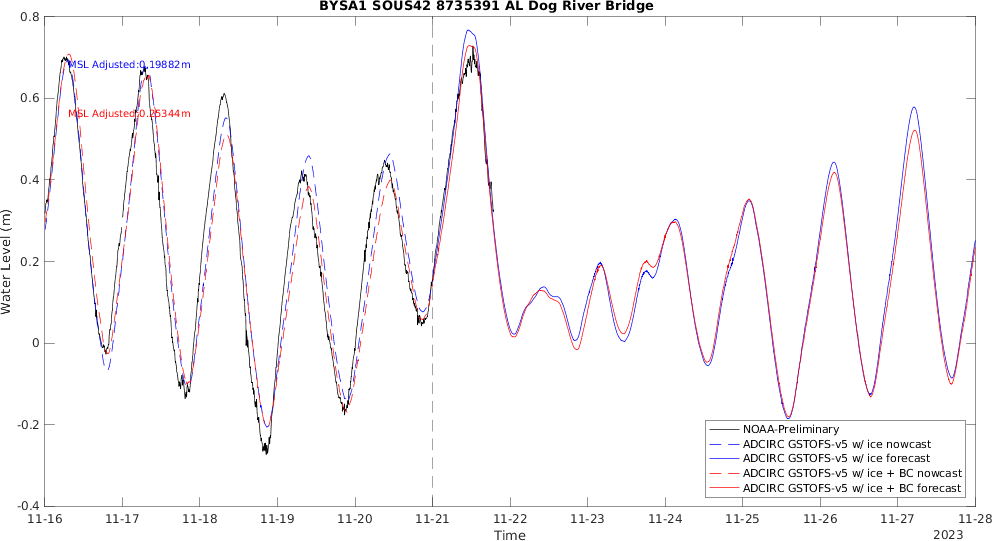 BYSA1 SOUS42 8735391 AL Dog River Bridge
0.8
0.6
0.4
0.2
0
-0.2
-0.4
Water Level (m)
MSL Adjusted:0.19882m
MSL Adjusted:0.25344m
NOAA-Preliminary
ADCIRC GSTOFS-v5 w/ ice nowcast
ADCIRC GSTOFS-v5 w/ ice forecast
ADCIRC GSTOFS-v5 w/ ice + BC nowcast
ADCIRC GSTOFS-v5 w/ ice + BC forecast
11-16 11-17 11-18 11-19 11-20 11-21 11-22 11-23 11-24 11-25 11-26 11-27 11-28
Time
2023